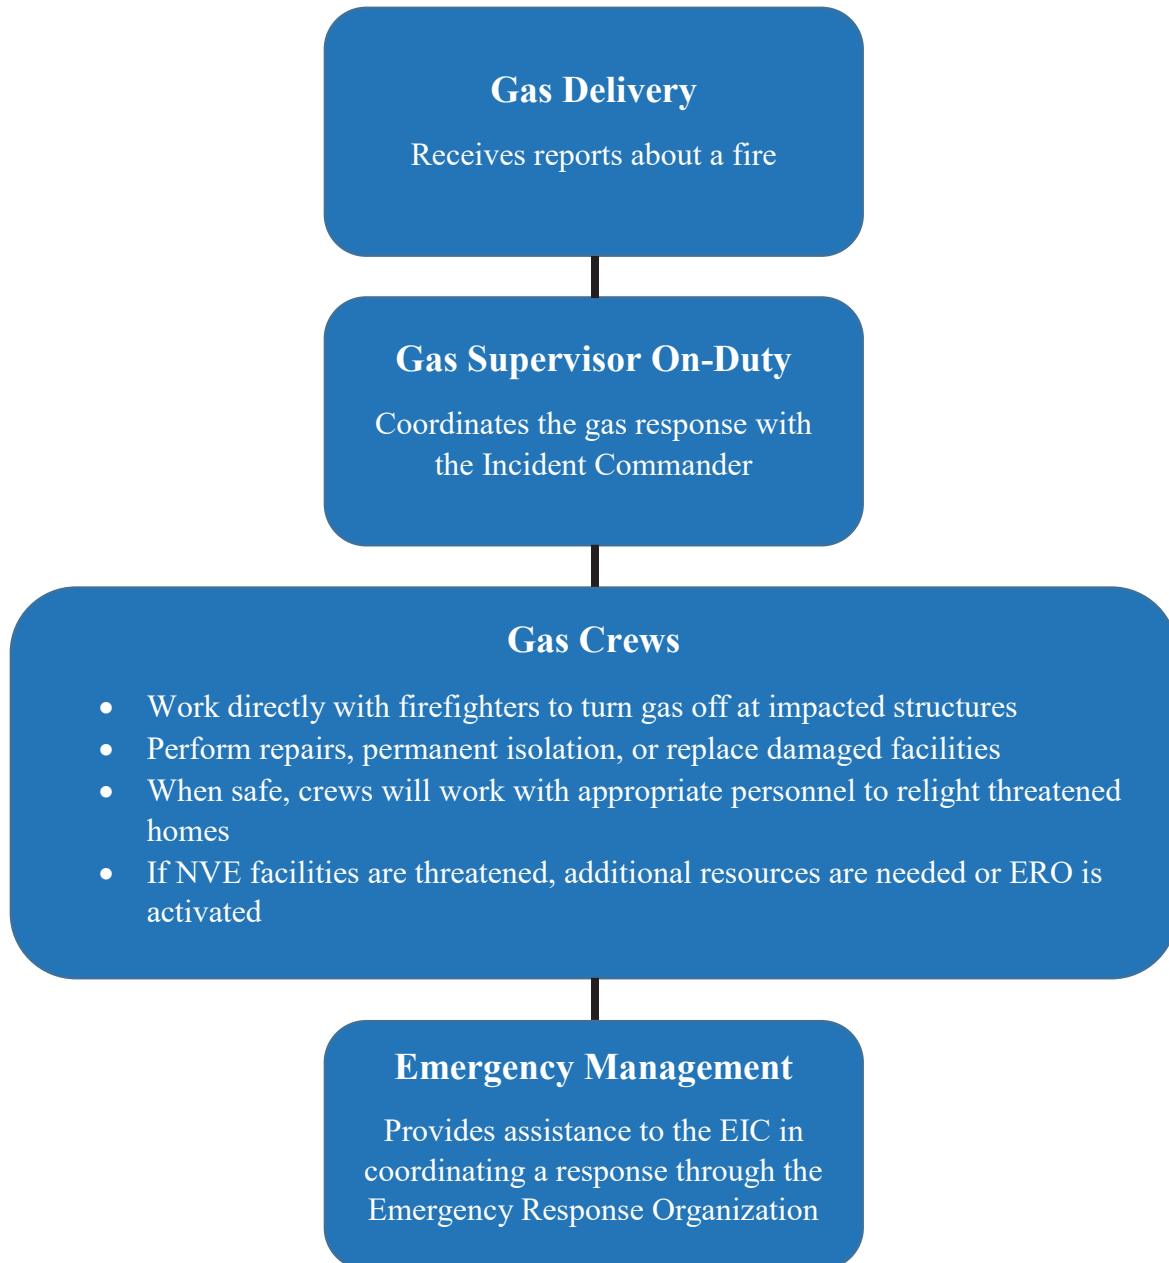 Gas Delivery
Receives reports about a fire
Gas Supervisor On-Duty
Coordinates the gas response with
the Incident Commander
Gas Crews
• Work directly with firefighters to turn gas off at impacted structures
• Perform repairs, permanent isolation, or replace damaged facilities
• When safe, crews will work with appropriate personnel to relight threatened
homes
• If NVE facilities are threatened, additional resources are needed or ERO is
activated
Emergency Management
Provides assistance to the EIC in
coordinating a response through the
Emergency Response Organization